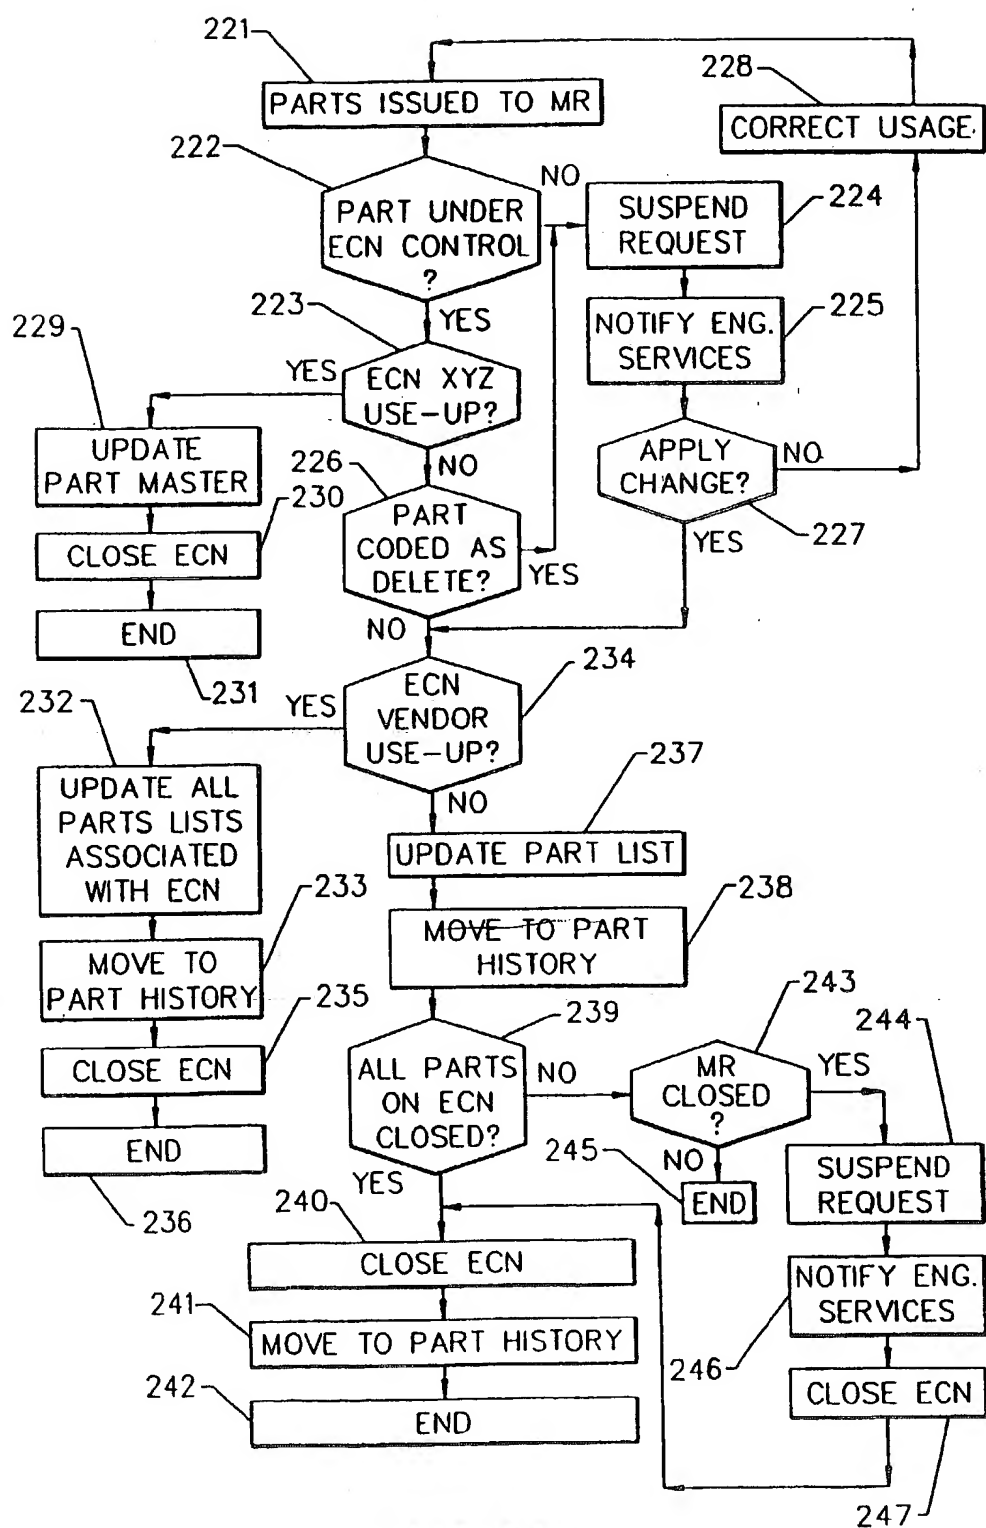 221
PARTS ISSUED TO MR
228
CORRECT USAGE.
222
PART UNDER
ECN CONTROL
?
NO
SUSPEND
REQUEST
224
YES
223
NOTIFY ENG.
SERVICES
225
229
YES
ECN XYZ
USE-UP?
UPDATE
PART MASTER
226
NO
APPLY
CHANGE?
NO
227
230
PART
CODED AS
DELETE?
YES
YES
CLOSE ECN
END
231
NO
234
232
YES
ECN
VENDOR
USE-UP?
237
NO
UPDATE ALL
PARTS LISTS
ASSOCIATED
WITH ECN
UPDATE PART LIST
233
238
MOVE TO PART
HISTORY
MOVE TO
PART HISTORY
235
239
243
244
CLOSE ECN
ALL PARTS
ON ECN
CLOSED?
NO
MR
CLOSED
?
YES
END
236
YES
NO
245
END
SUSPEND
REQUEST
240
CLOSE ECN
NOTIFY ENG.
SERVICES
241
MOVE TO PART HISTORY
246
242
END
CLOSE ECN
247